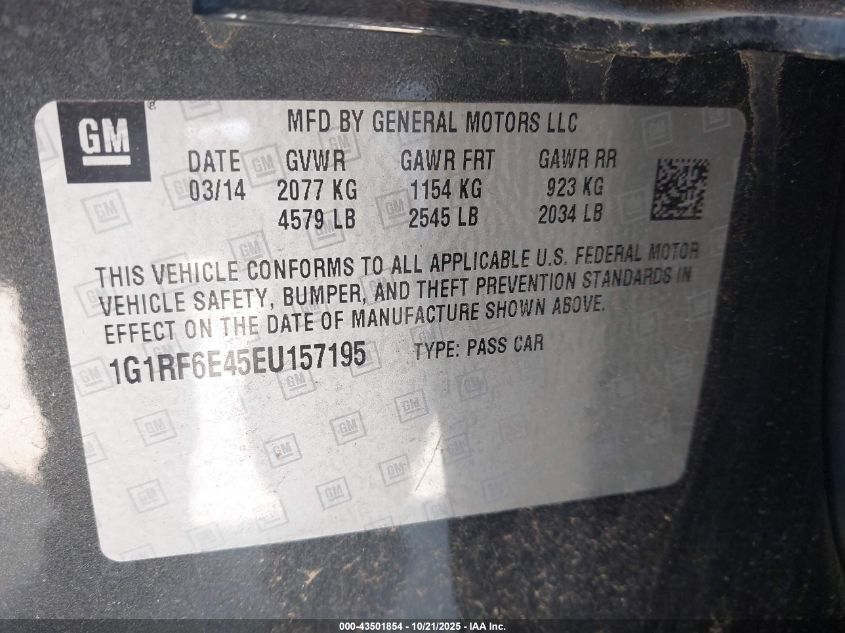 GM
MFD BY GENERAL MOTORS LLC
DATE GVWR GAWR FRT GAWR RR
03/14 2077 KG 1154 KG 923 KG
4579 LB 2545 LB 2034 LB
THIS VEHICLE CONFORMS TO ALL APPLICABLE U.S. FEDERAL MOTOR
VEHICLE SAFETY, BUMPER, AND THEFT PREVENTION STANDARDS IN
EFFECT ON THE DATE OF MANUFACTURE SHOWN ABOVE.
1G1RF6E45EU157195 TYPE: PASS CAR
000-43501854 - 10/21/2025 - IAA Inc.